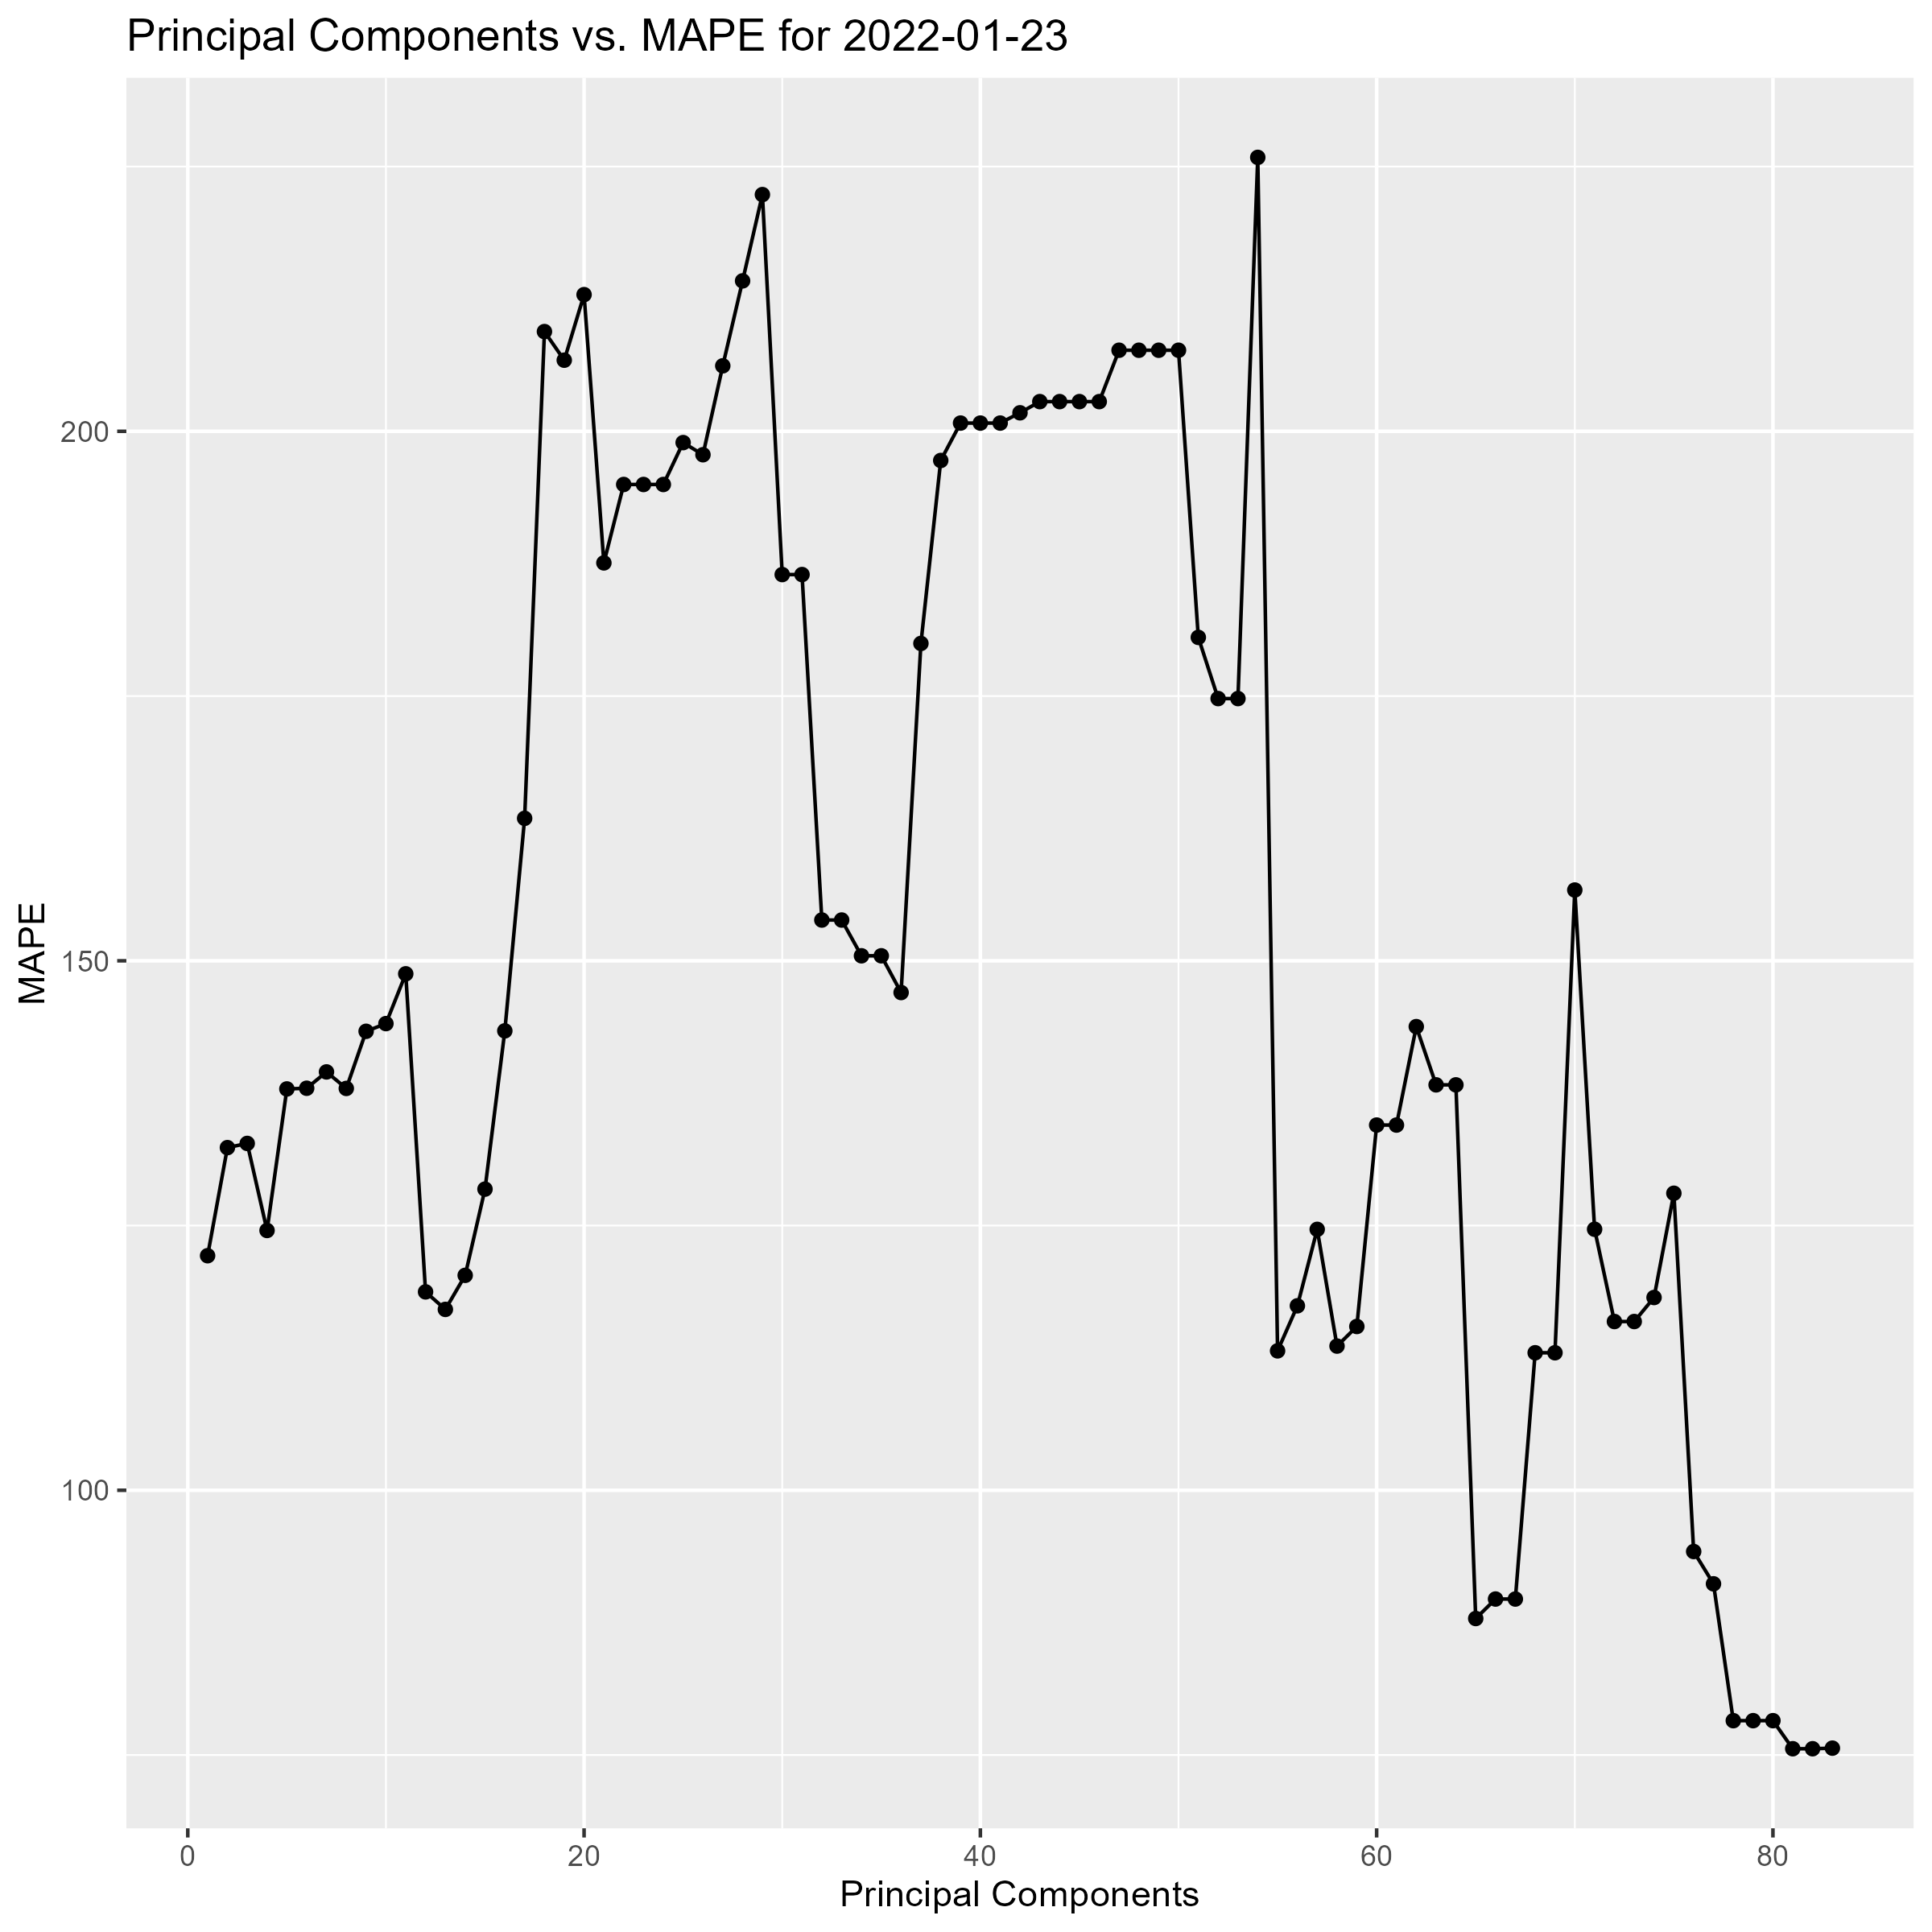 Principal Components vs. MAPE for 2022-01-23
MAPE
200
150
100
0 20 40 60 80
Principal Components